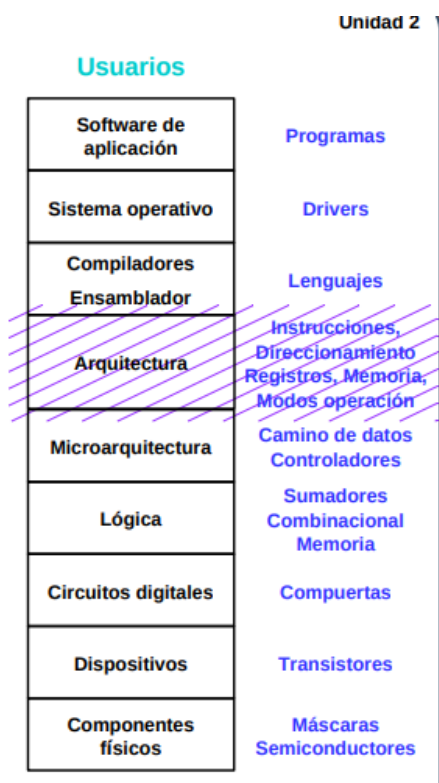 Unidad 2
Usuarios
Software de
aplicación
Programas
Sistema operativo
Drivers
Compiladores
Ensamblador
Lenguajes
Arquitectura
Instrucciones,
Direccionamiento
Registros, Memoria,
Modos operación
Microarquitectura
Camino de datos
Controladores
Lógica
Sumadores
Combinacional
Memoria
Circuitos digitales
Compuertas
Dispositivos
Transistores
Componentes
físicos
Máscaras
Semiconductores